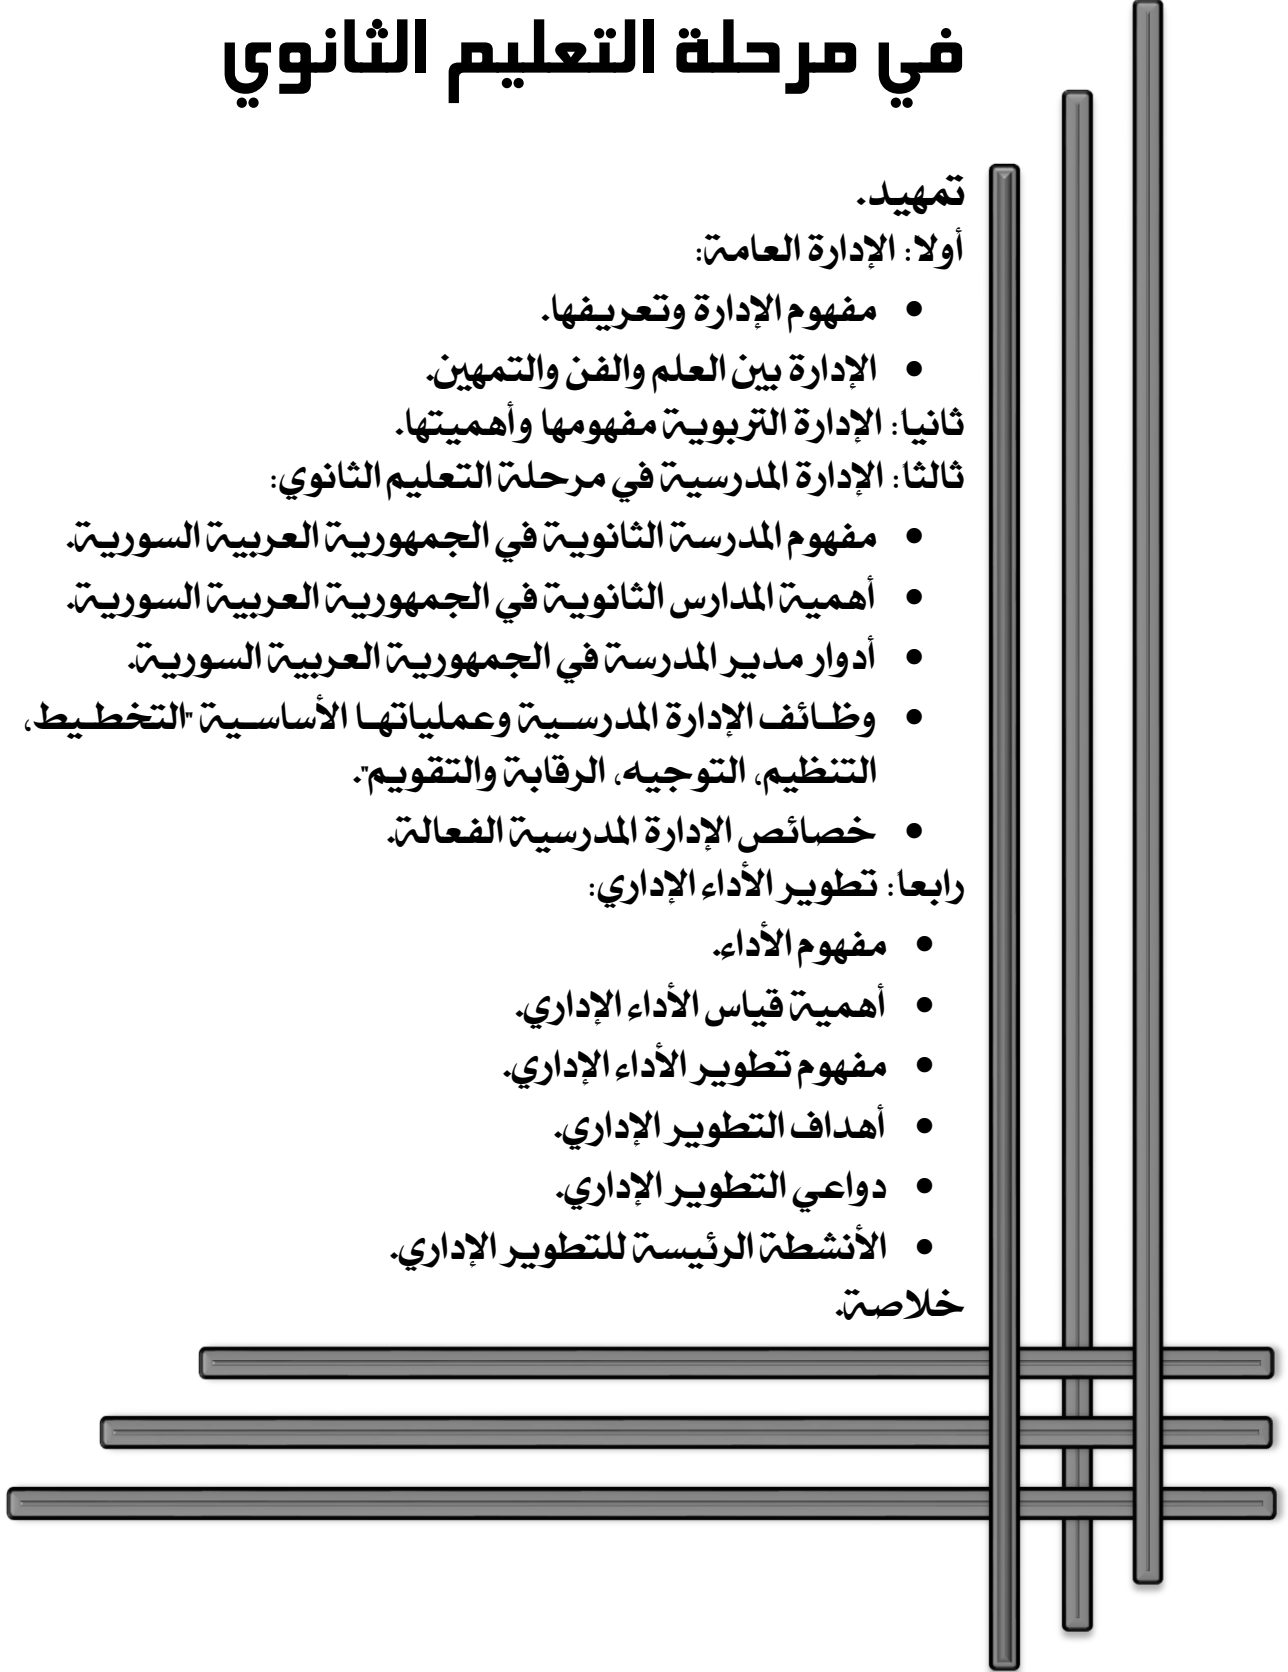 في مرحلة التعليم الثانوي
تمهيد.
أولا: الإدارة العامة:
• مفهوم الإدارة وتعريفها.
• الإدارة بين العلم والفن والتمهين.
ثانيا: الإدارة التربوية مفهومها وأهميتها.
ثالثا: الإدارة المدرسية في مرحلة التعليم الثانوي:
• مفهوم المدرسة الثانوية في الجمهورية العربية السورية.
• أهمية المدارس الثانوية في الجمهورية العربية السورية.
• أدوار مدير المدرسة في الجمهورية العربية السورية.
• وظائف الإدارة المدرسية وعملياتها الأساسية "التخطيط،
التنظيم، التوجيه، الرقابة والتقويم".
• خصائص الإدارة المدرسية الفعالة.
رابعا: تطوير الأداء الإداري:
• مفهوم الأداء.
• أهمية قياس الأداء الإداري.
• مفهوم تطوير الأداء الإداري.
• أهداف التطوير الإداري.
• دواعي التطوير الإداري.
• الأنشطة الرئيسة للتطوير الإداري.
خلاصة.